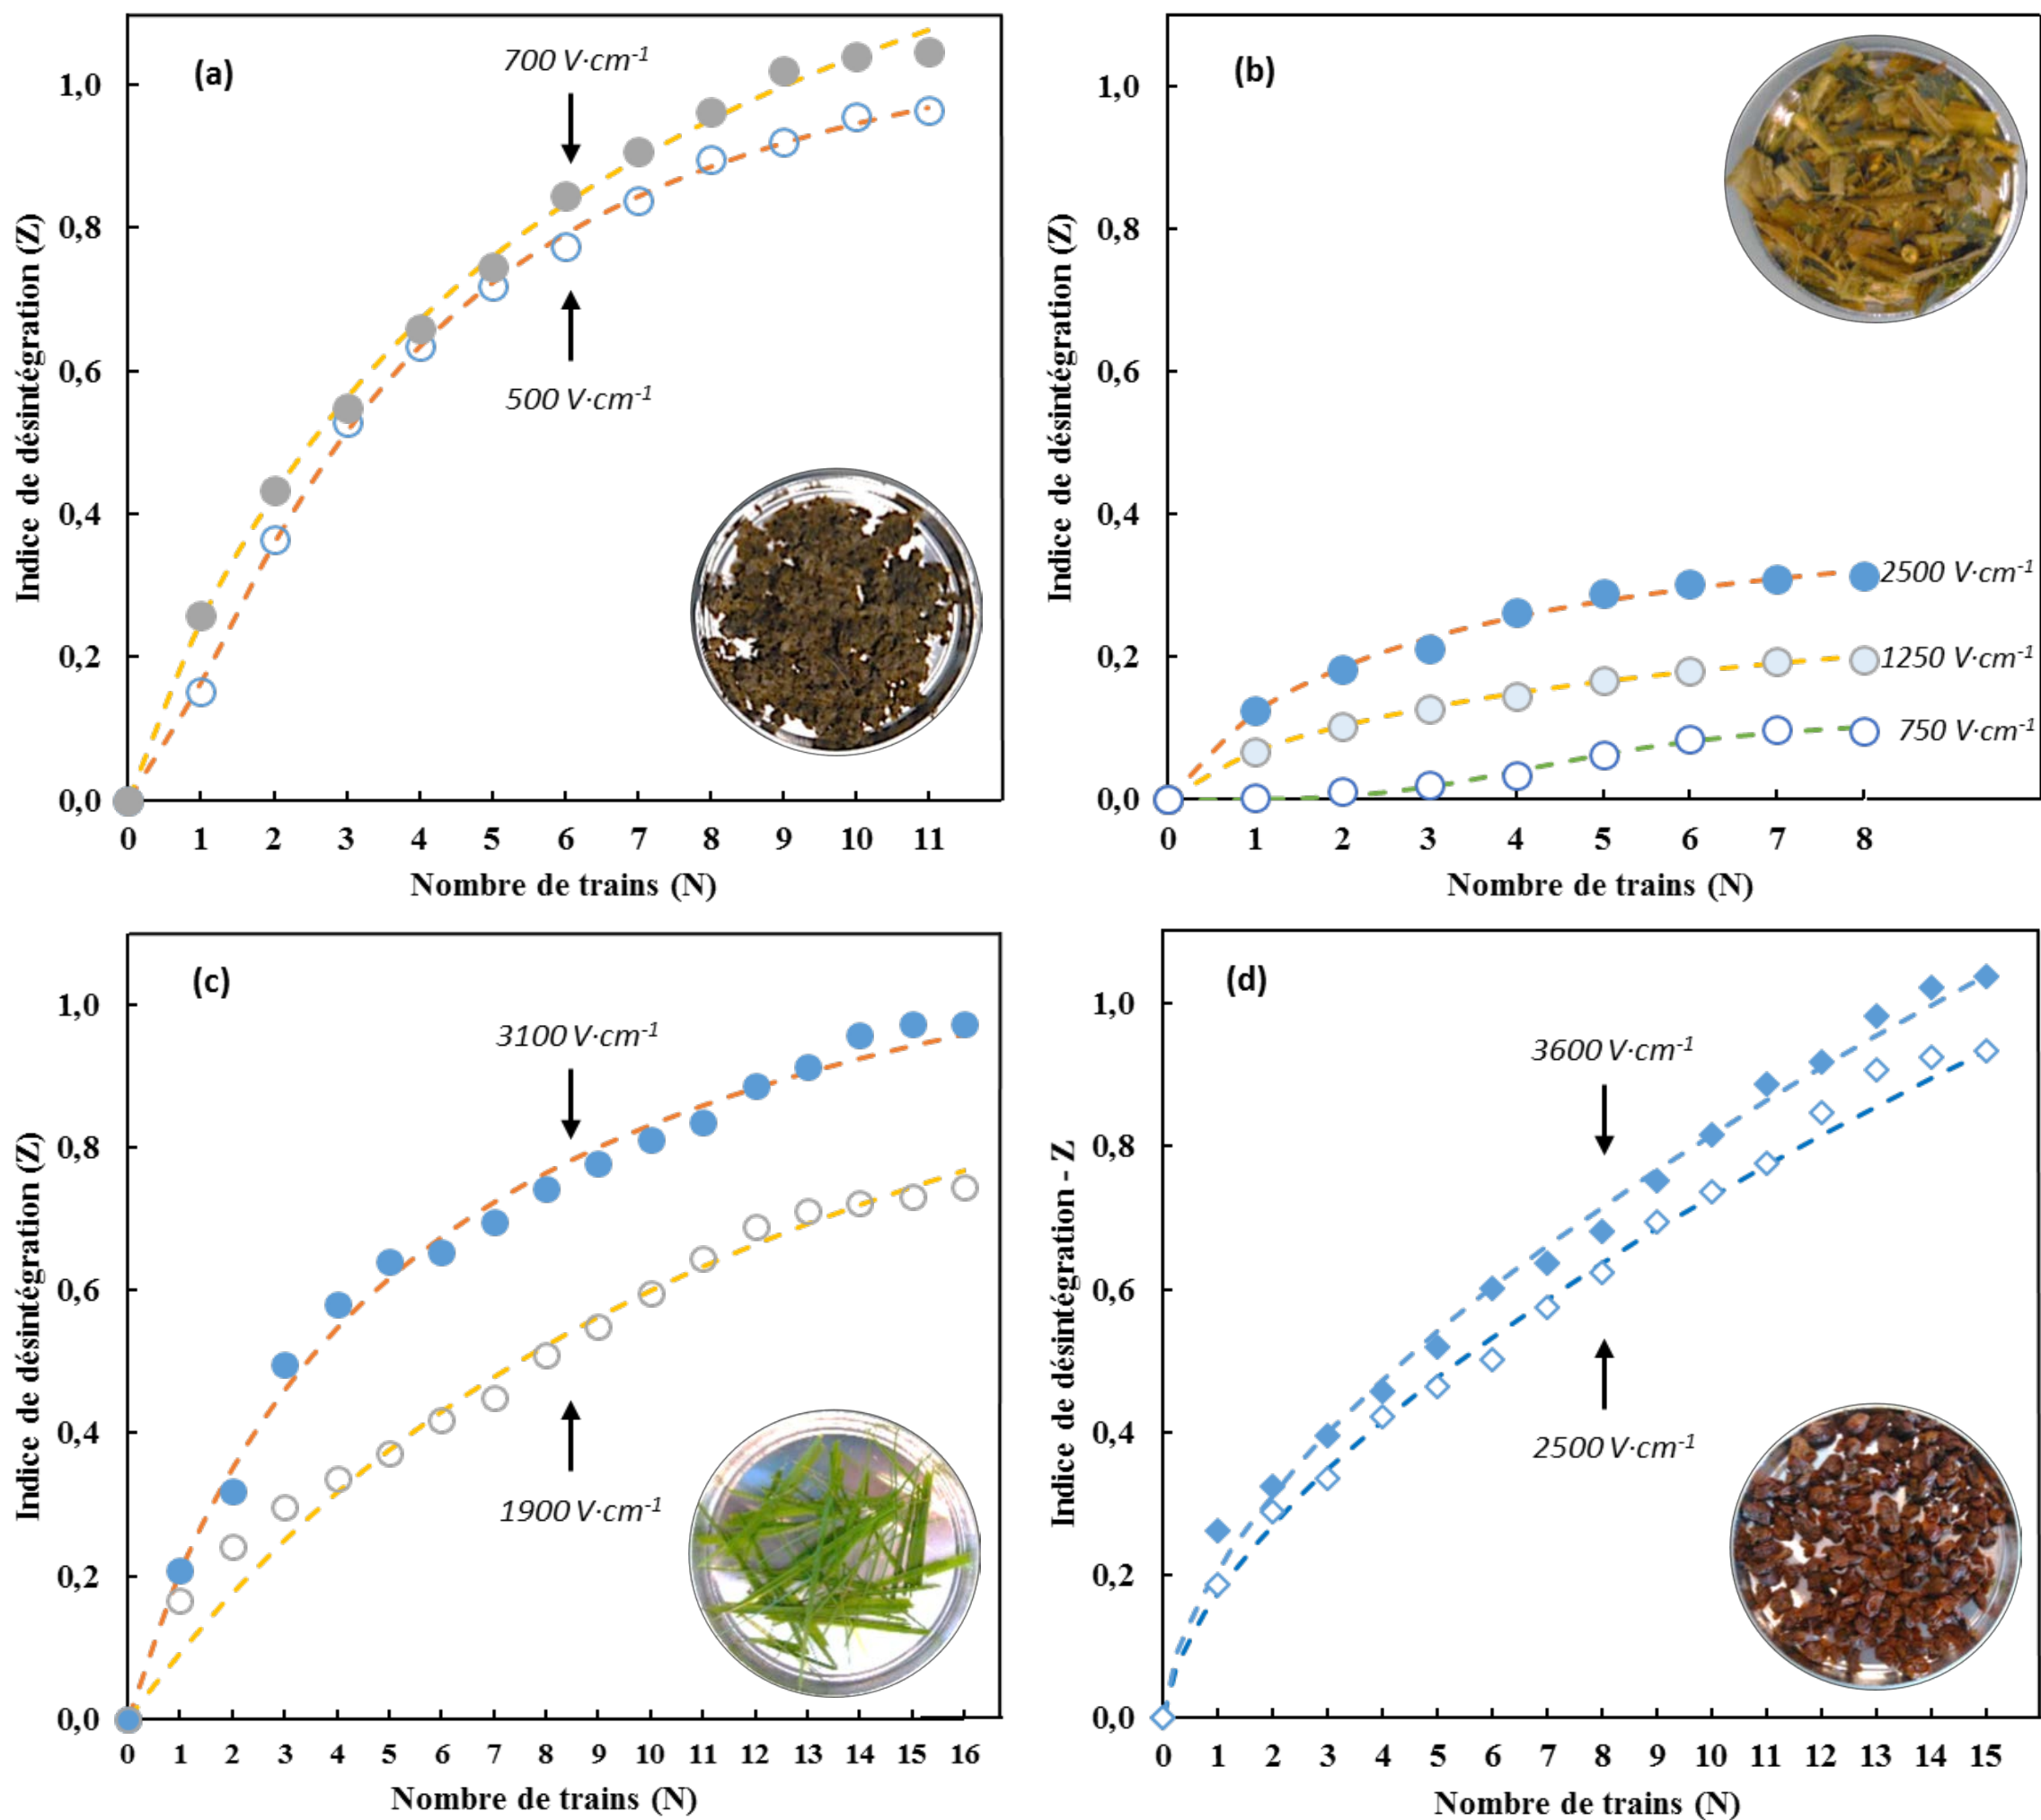 (a)
700 V·cm-1
500 V·cm-1
Indice de désintégration (Z)
1,0
0,8
0,6
0,4
0,2
0,0
0 1 2 3 4 5 6 7 8 9 10 11
Nombre de trains (N)
(b)
Indice de désintégration (Z)
1,0
0,8
0,6
0,4
0,2
0,0
2500 V·cm-1
1250 V·cm-1
750 V·cm-1
0 1 2 3 4 5 6 7 8
Nombre de trains (N)
(c)
3100 V·cm-1
1900 V·cm-1
Indice de désintégration (Z)
1,0
0,8
0,6
0,4
0,2
0,0
0 1 2 3 4 5 6 7 8 9 10 11 12 13 14 15 16
Nombre de trains (N)
(d)
3600 V·cm-1
2500 V·cm-1
Indice de désintégration - Z
1,0
0,8
0,6
0,4
0,2
0,0
0 1 2 3 4 5 6 7 8 9 10 11 12 13 14 15
Nombre de trains (N)